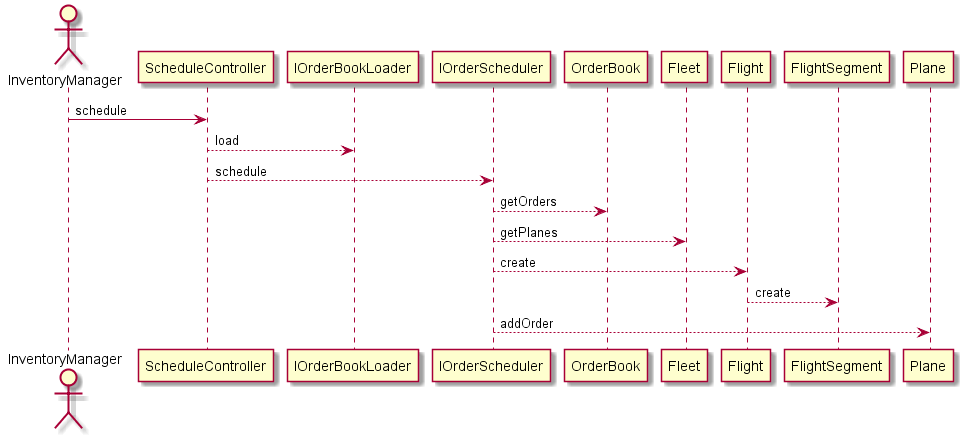 InventoryManager
ScheduleController
IOrderBookLoader
IOrderScheduler
OrderBook
Fleet
Flight
FlightSegment
Plane
schedule
load
schedule
getOrders
getPlanes
create
create
addOrder
InventoryManager
ScheduleController
IOrderBookLoader
IOrderScheduler
OrderBook
Fleet
Flight
FlightSegment
Plane